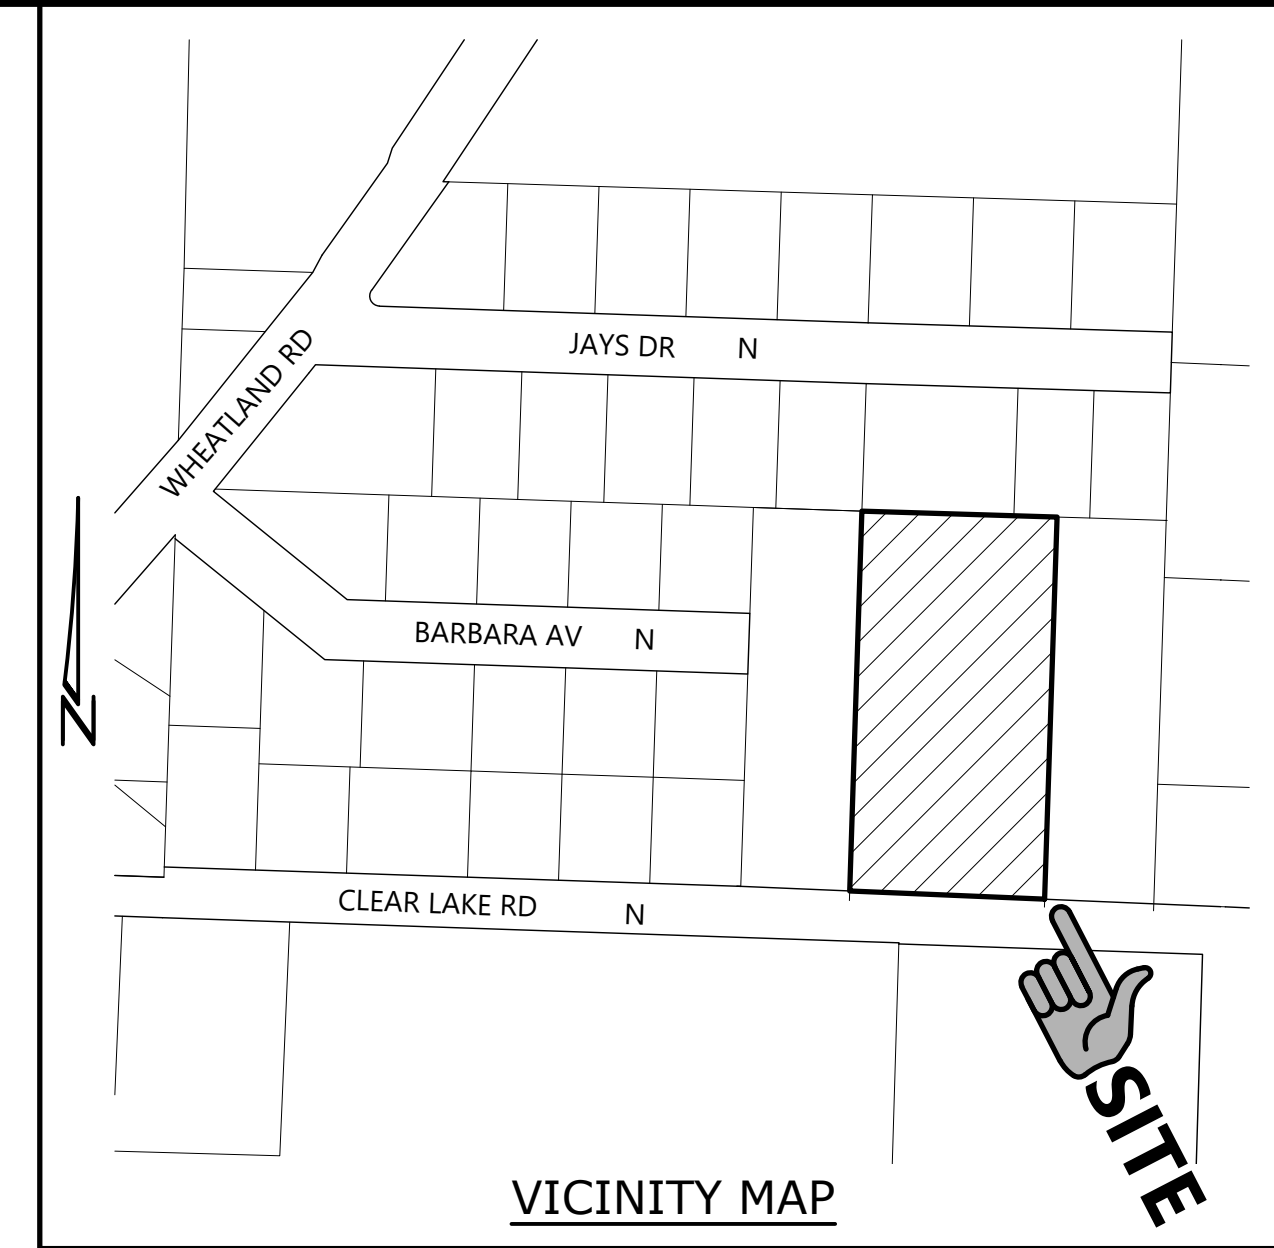 JAYS DR N
WHEATLAND RD
BARBARA AV N
N
CLEAR LAKE RD N
SITE
VICINITY MAP